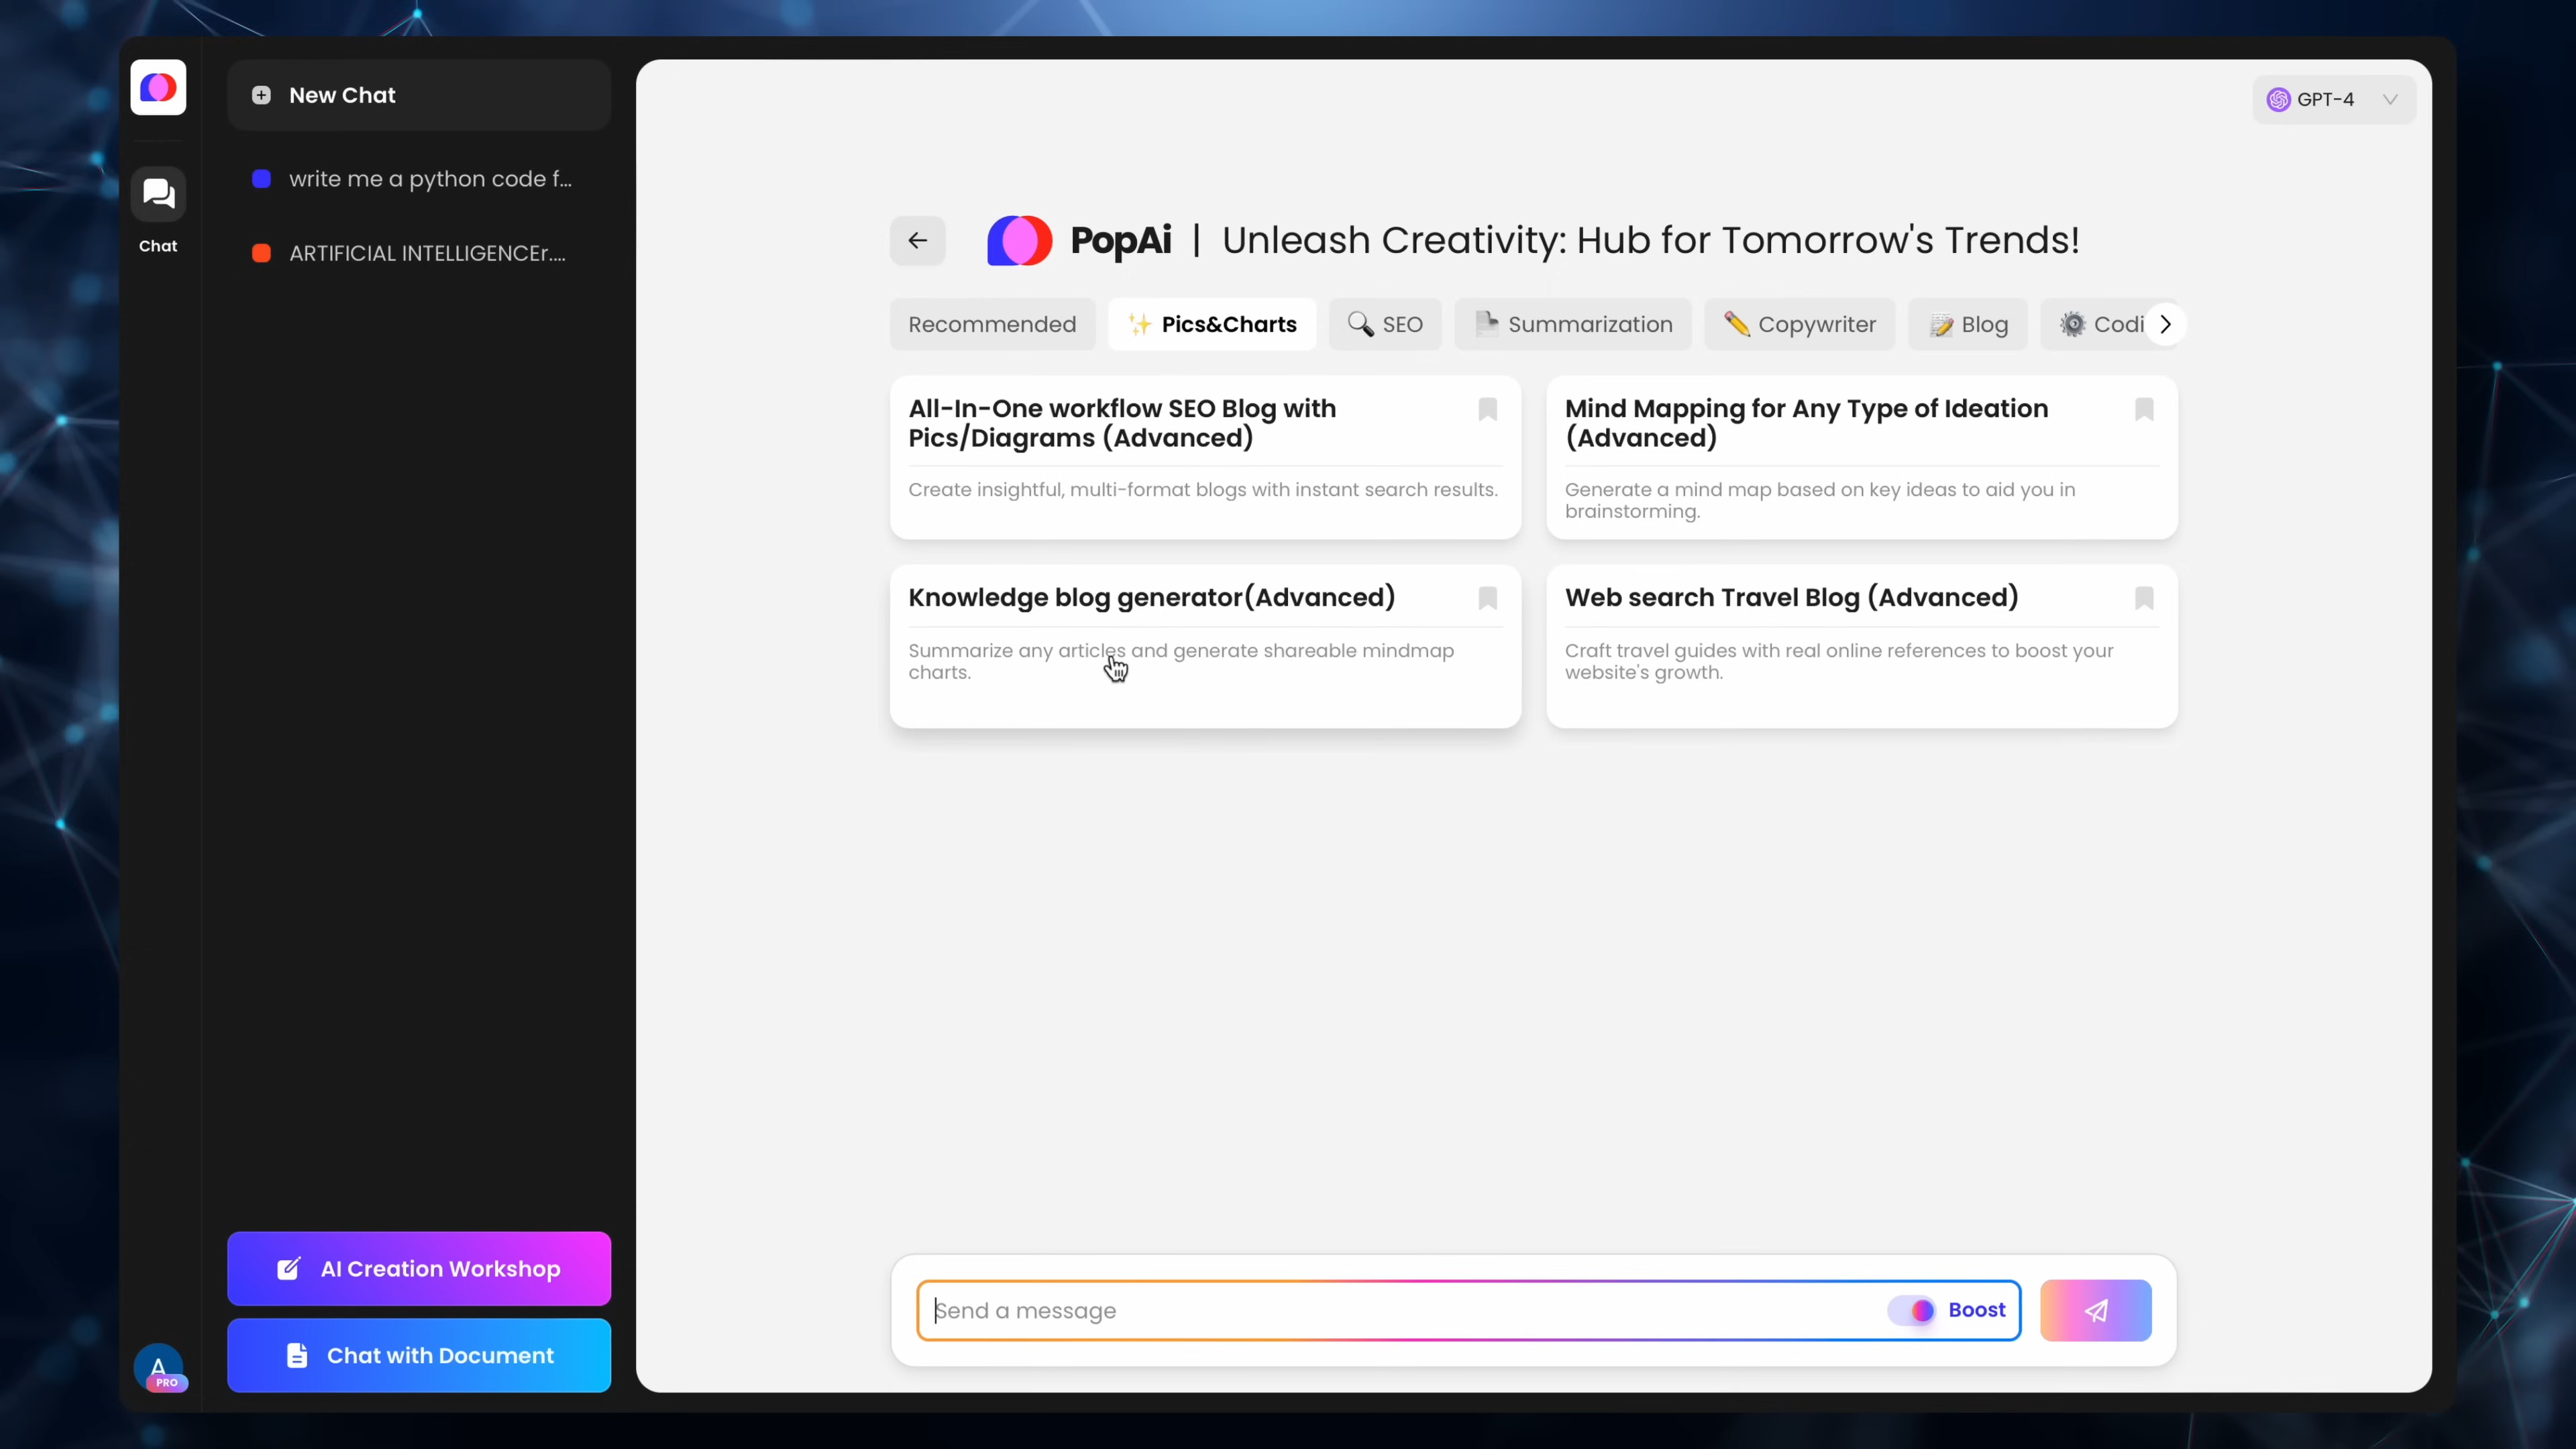 New Chat
write me a python code f...
ARTIFICIAL INTELLIGENCEr....
Chat
AI Creation Workshop
Chat with Document
A
PRO
GPT-4
PopAi | Unleash Creativity: Hub for Tomorrow's Trends!
Recommended
Pics&Charts
SEO
Summarization
Copywriter
Blog
Codi
All-In-One workflow SEO Blog with
Pics/Diagrams (Advanced)
Create insightful, multi-format blogs with instant search results.
Mind Mapping for Any Type of Ideation
(Advanced)
Generate a mind map based on key ideas to aid you in
brainstorming.
Knowledge blog generator(Advanced)
Summarize any articles and generate shareable mindmap
charts.
Web search Travel Blog (Advanced)
Craft travel guides with real online references to boost your
website's growth.
Send a message
Boost